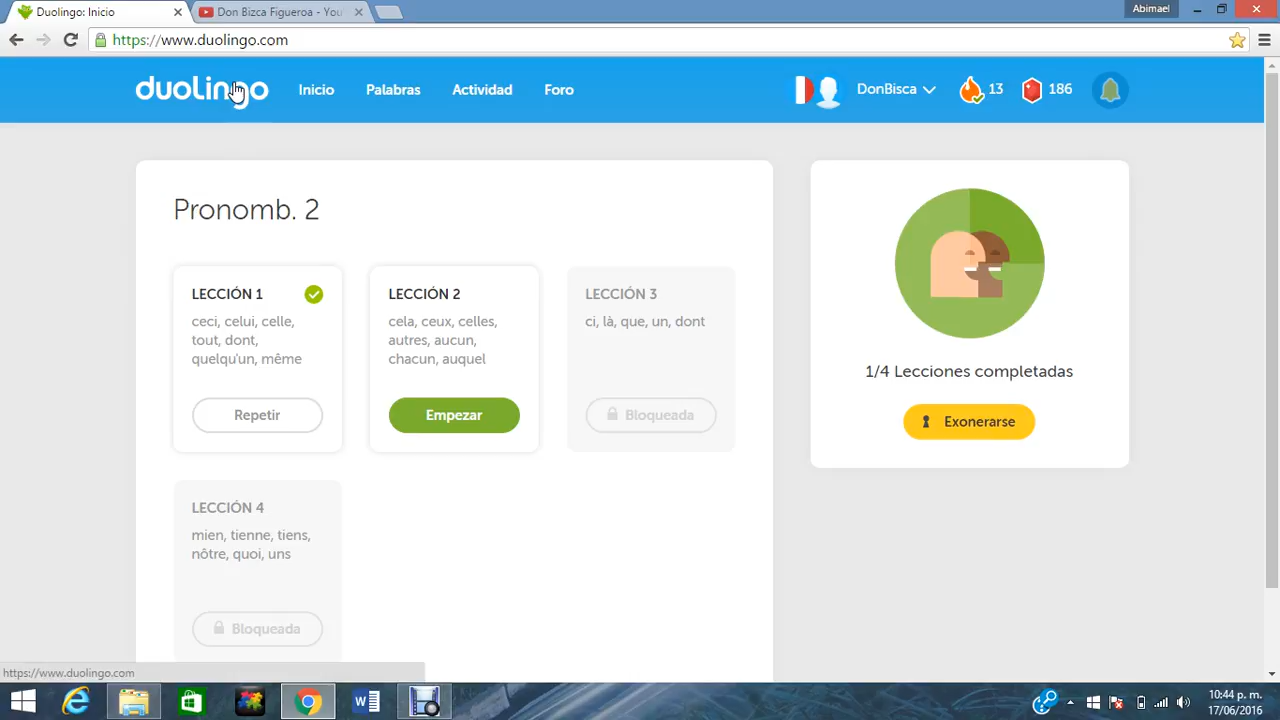 Duolingo: Inicio
Don Bizca Figueroa - You
Abimael
https://www.duolingo.com
duolingo
Inicio
Palabras
Actividad
Foro
DonBisca
13
186
Pronomb. 2
LECCIÓN 1
ceci, celui, celle,
tout, dont,
quelqu'un, même
Repetir
LECCIÓN 2
cela, ceux, celles,
autres, aucun,
chacun, auquel
Empezar
LECCIÓN 3
ci, là, que, un, dont
Bloqueada
LECCIÓN 4
mien, tienne, tiens,
nôtre, quoi, uns
Bloqueada
1/4 Lecciones completadas
Exonerarse
https://www.duolingo.com
10:44 p. m.
17/06/2016